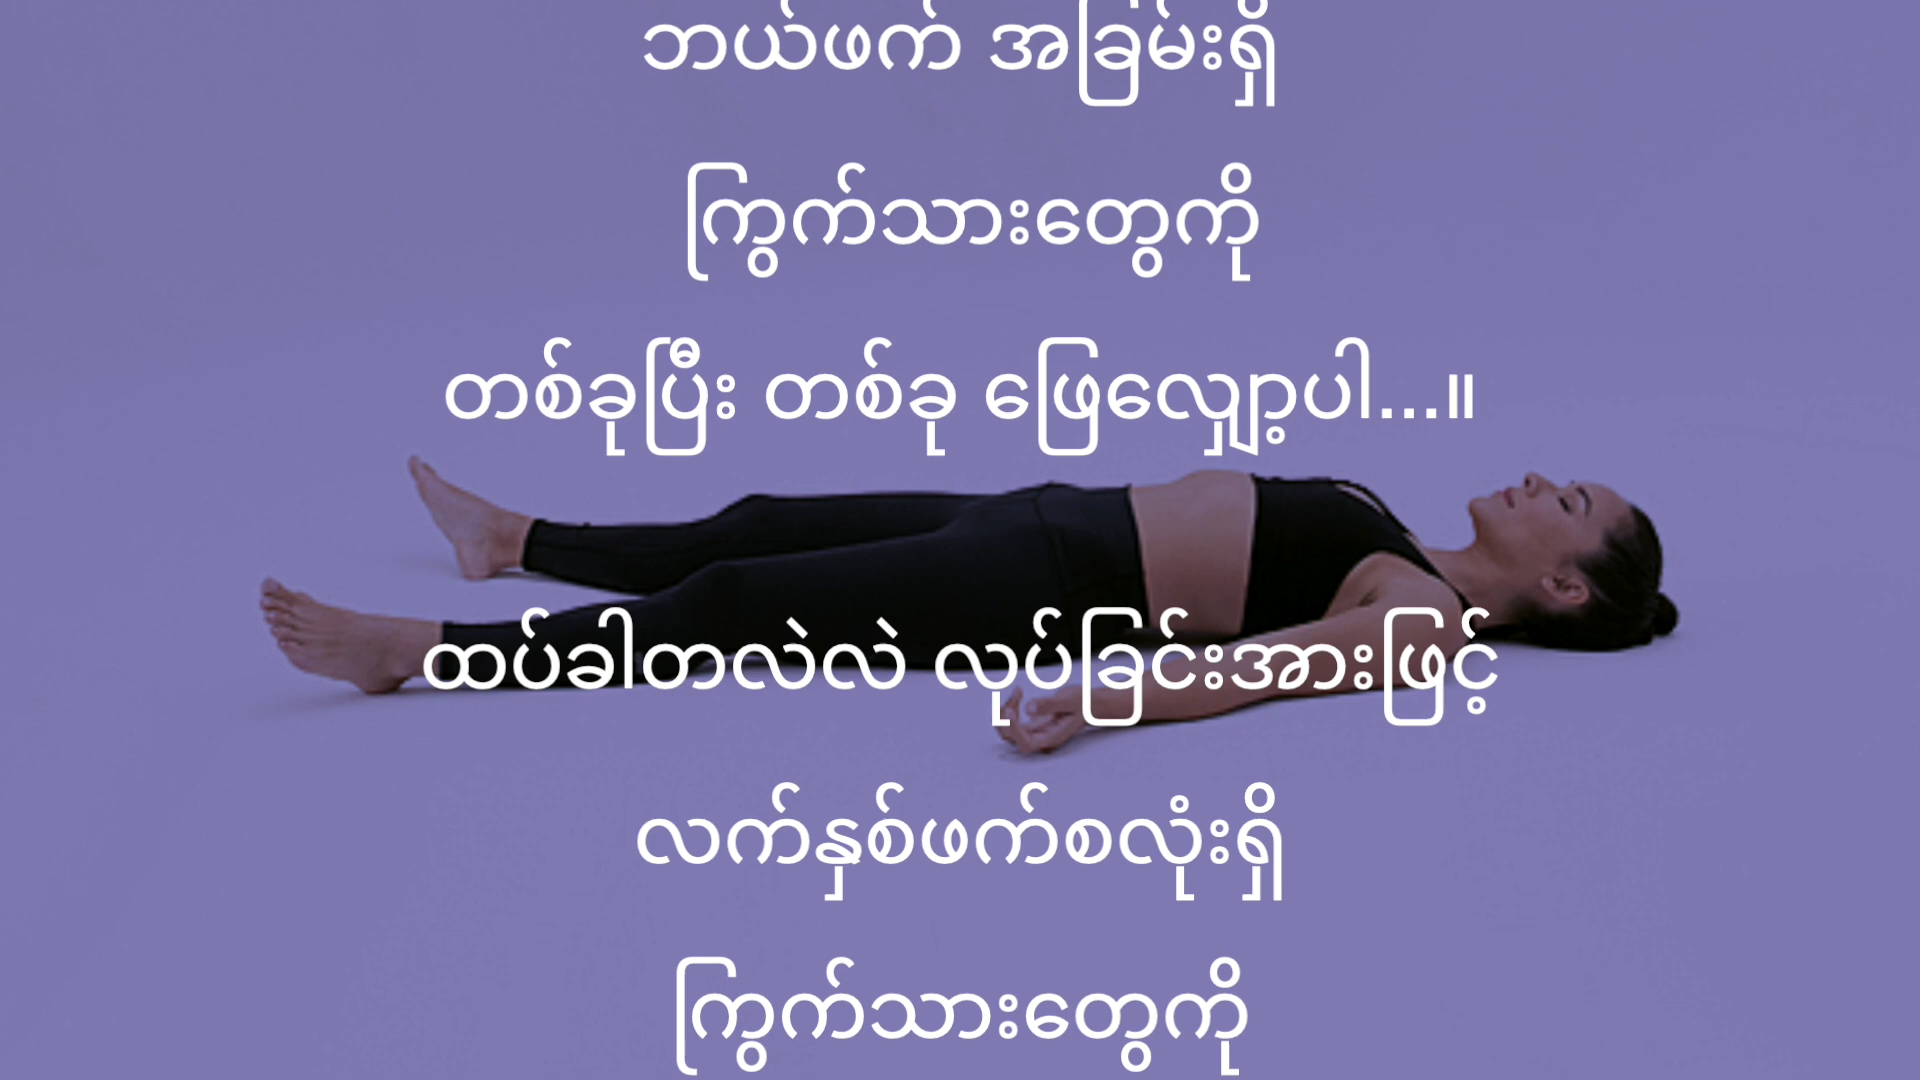 ဘယ်ဖက် အခြမ်းရှိ
ကြွက်သားတွေကို
တစ်ခုပြီး တစ်ခု ဖြေလျှော့ပါ...။
ထပ်ခါတလဲလဲ လုပ်ခြင်းအားဖြင့်
လက်နှစ်ဖက်စလုံးရှိ
ကြွက်သားတွေကို